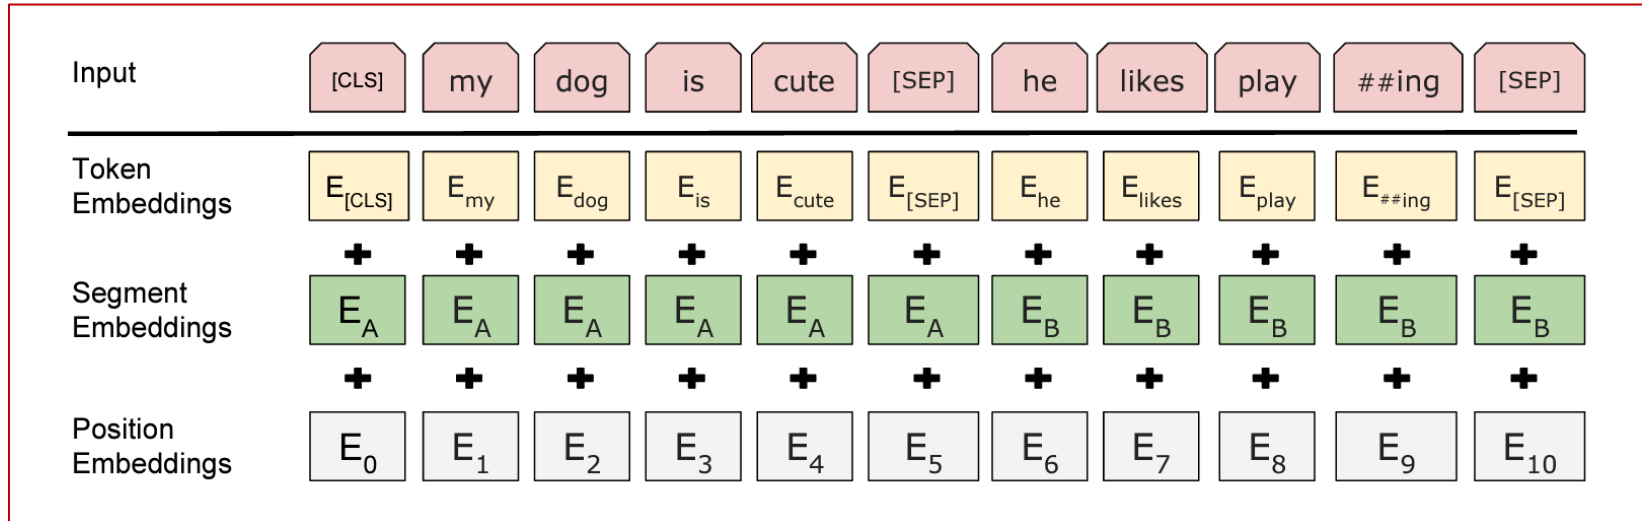 Input [CLS] my dog is cute [SEP] he likes play ##ing [SEP]
Token
Embeddings
E[CLS] Emy Edog Eis Ecute E[SEP] Ehe Elikes Eplay E##ing E[SEP]
+ + + + + + + + + + +
Segment
Embeddings
EA EA EA EA EA EA EB EB EB EB EB
+ + + + + + + + + + +
Position
Embeddings
E0 E1 E2 E3 E4 E5 E6 E7 E8 E9 E10